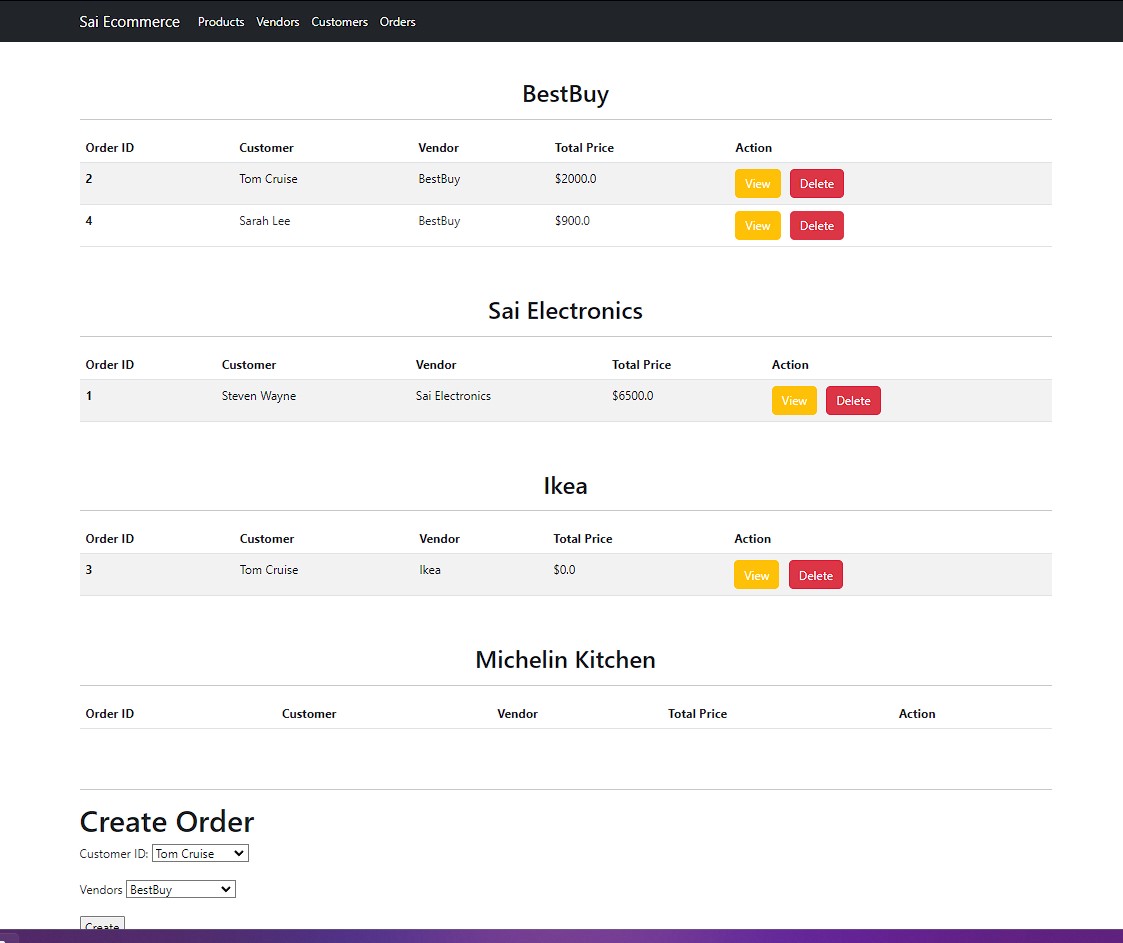 Sai Ecommerce Products Vendors Customers Orders
BestBuy
Order ID Customer Vendor Total Price Action
2 Tom Cruise BestBuy $2000.0 View Delete
4 Sarah Lee BestBuy $900.0 View Delete
Sai Electronics
Order ID Customer Vendor Total Price Action
1 Steven Wayne Sai Electronics $6500.0 View Delete
Ikea
Order ID Customer Vendor Total Price Action
3 Tom Cruise Ikea $0.0 View Delete
Michelin Kitchen
Order ID Customer Vendor Total Price Action
Create Order
Customer ID: Tom Cruise
Vendors BestBuy
Create